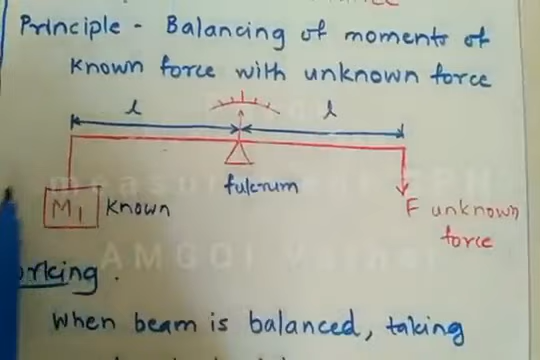 Principle - Balancing of moments of
known force with unknown force
l l
fulcrum
M1 known
F unknown
force
orking.
When beam is balanced, taking